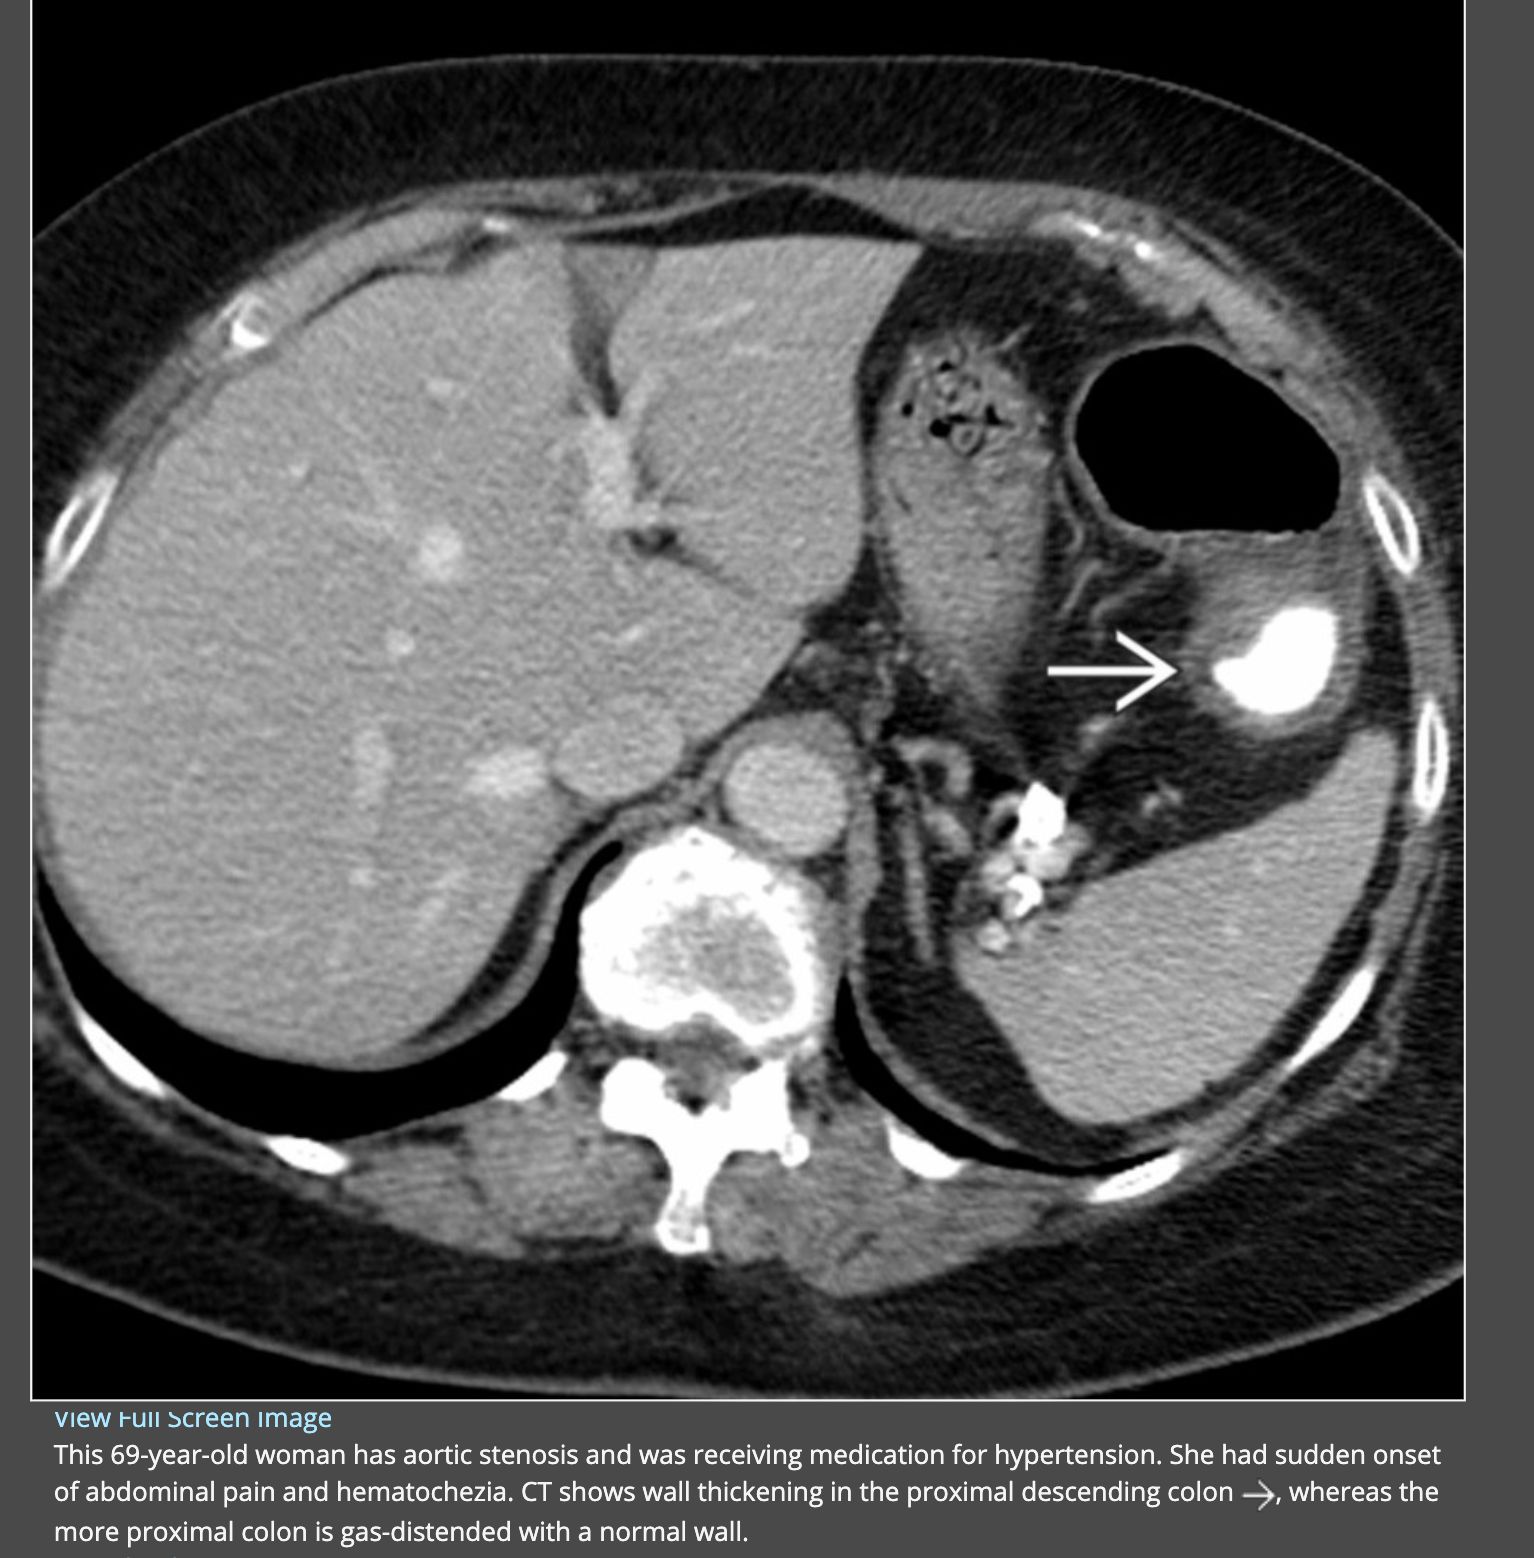 View Full Screen Image
This 69-year-old woman has aortic stenosis and was receiving medication for hypertension. She had sudden onset
of abdominal pain and hematochezia. CT shows wall thickening in the proximal descending colon →, whereas the
more proximal colon is gas-distended with a normal wall.